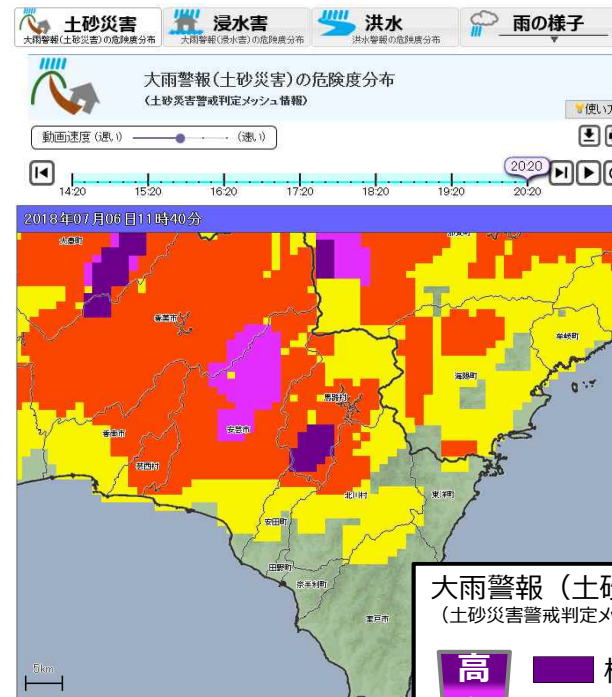 土砂災害
大雨警報(土砂災害)の危険度分布
浸水害
大雨警報(浸水害)の危険度分布
洪水
洪水警報の危険度分布
雨の様子
大雨警報(土砂災害)の危険度分布
(土砂災害警戒判定メッシュ情報)
使い方
動画速度 (遅い) (速い)
20:20
14:20 15:20 16:20 17:20 18:20 19:20 20:20
2018年07月06日11時40分
大豊町
香美市
牟岐町
海陽町
馬路村
安芸市
香南市
芸西村
北川村
東洋町
安田町
田野町
奈半利町
室戸市
5km
大雨警報(土砂
(土砂災害警戒判定メッ
高